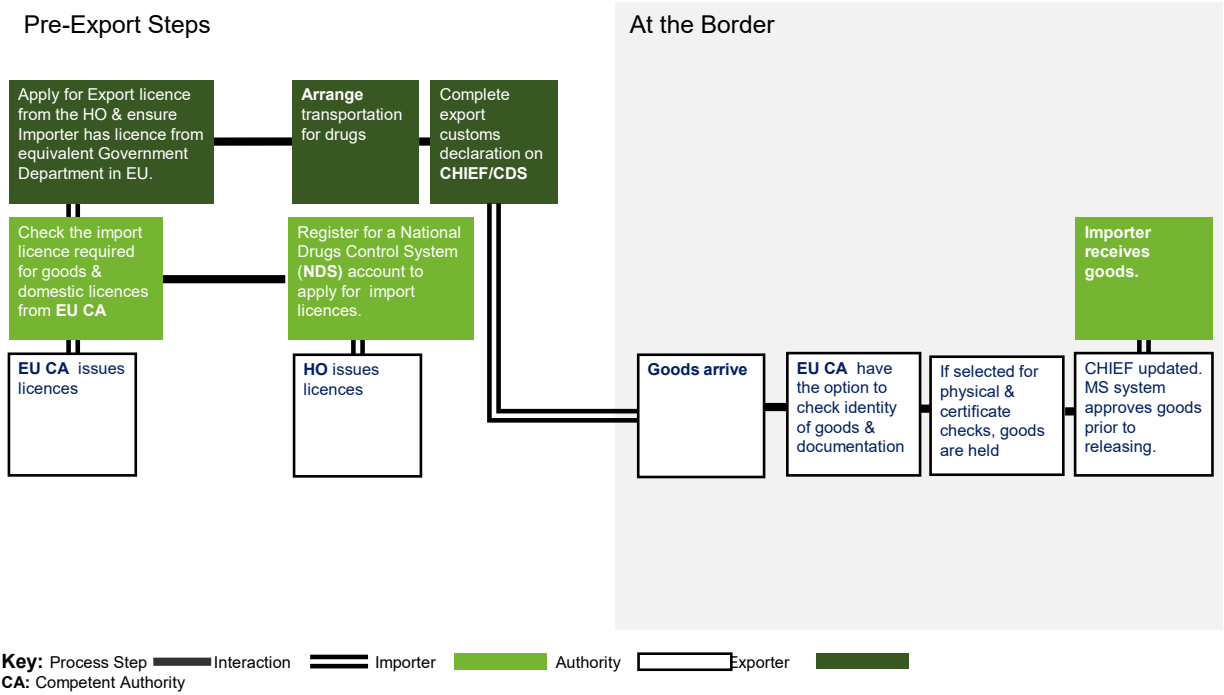 Pre-Export Steps
At the Border
Apply for Export licence
from the HO & ensure
Importer has licence from
equivalent Government
Department in EU.
Arrange
transportation
for drugs
Complete
export
customs
declaration on
CHIEF/CDS
Check the import
licence required
for goods &
domestic licences
from EU CA
Register for a National
Drugs Control System
(NDS) account to
apply for import
licences.
Importer
receives
goods.
EU CA issues
licences
HO issues
licences
Goods arrive
EU CA have
the option to
check identity
of goods &
documentation
If selected for
physical &
certificate
checks, goods
are held
CHIEF updated.
MS system
approves goods
prior to
releasing.
Key: Process Step Interaction Importer Authority Exporter
CA: Competent Authority